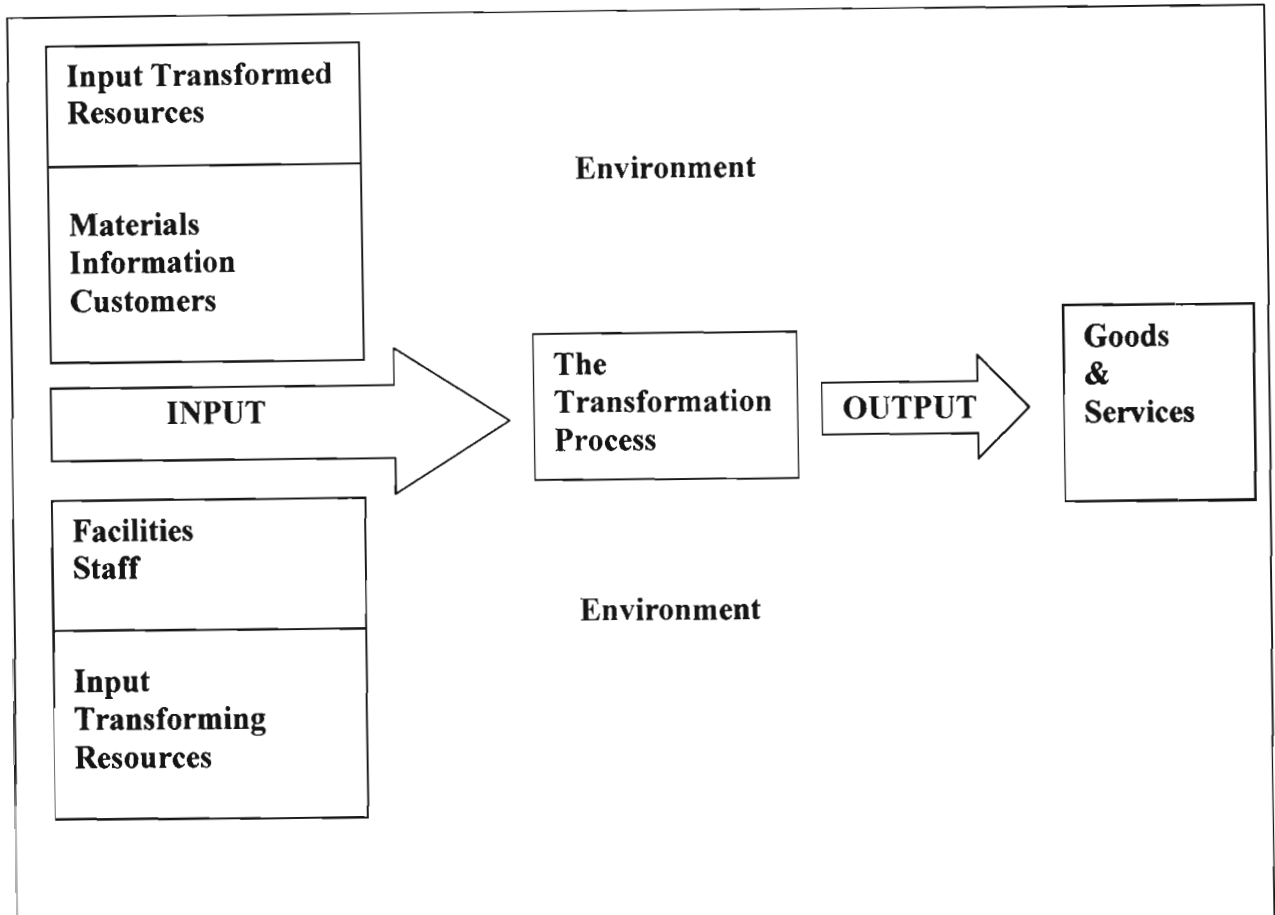 Input Transformed
Resources
Environment
Materials
Information
Customers
INPUT
The
Transformation
Process
OUTPUT
Goods
&
Services
Facilities
Staff
Environment
Input
Transforming
Resources